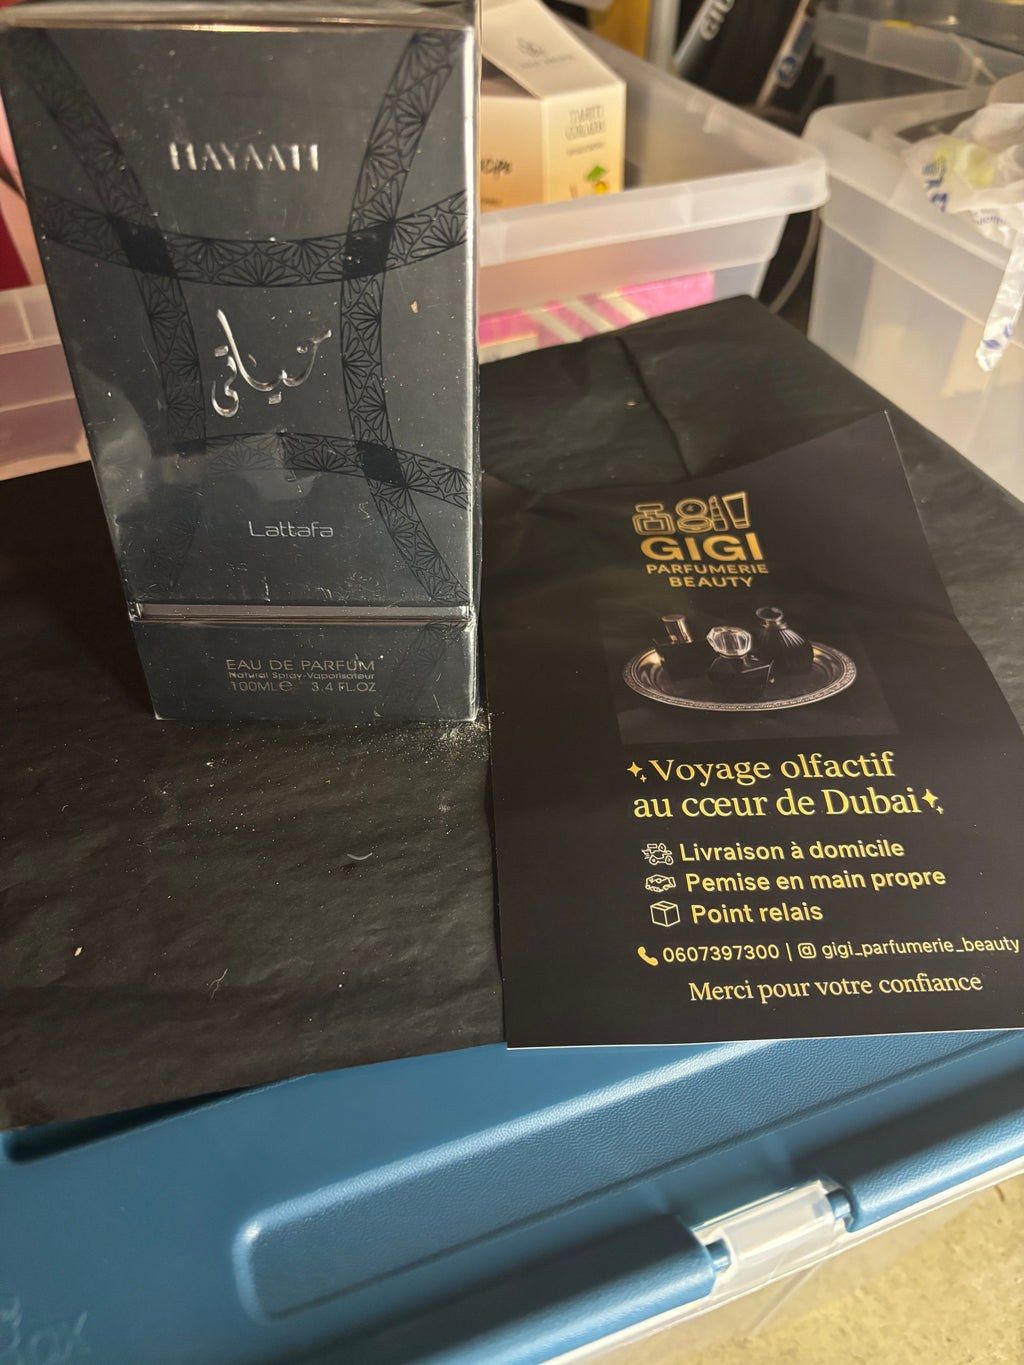 HAYAATI
حياتي
Lattafa
EAU DE PARFUM
Natural Spray-Vaporisateur
100MLe 3.4 FL.OZ
GIGI
PARFUMERIE
BEAUTY
Voyage olfactif
au cœur de Dubai
Livraison à domicile
Pemise en main propre
Point relais
0607397300 | gigi_parfumerie_beauty
Merci pour votre confiance